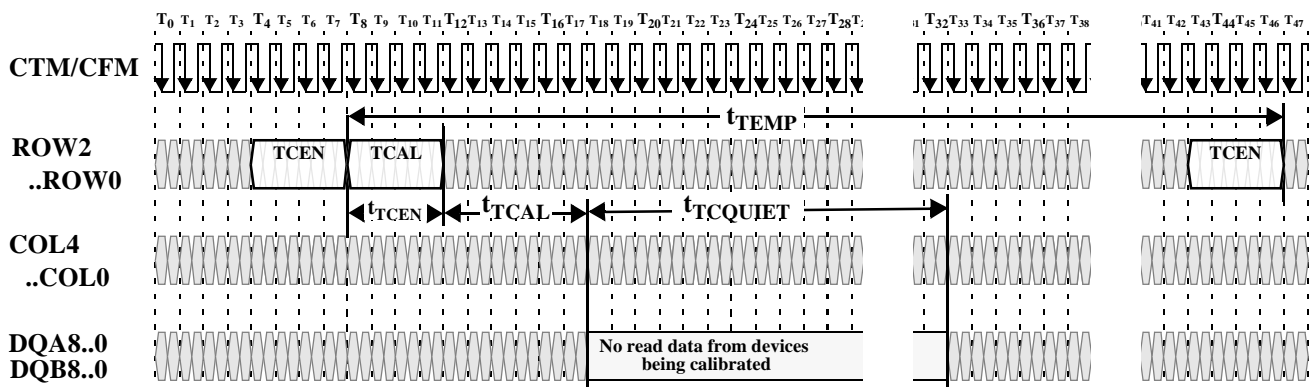 T0 T1 T2 T3 T4 T5 T6 T7 T8 T9 T10 T11 T12 T13 T14 T15 T16 T17 T18 T19 T20 T21 T22 T23 T24 T25 T26 T27 T28 T2 31 T32 T33 T34 T35 T36 T37 T38 T41 T42 T43 T44 T45 T46 T47
CTM/CFM
tTEMP
ROW2
..ROW0
TCEN TCAL TCEN
tTCEN tTCAL tTCQUIET
COL4
..COL0
DQA8..0
DQB8..0
No read data from devices
being calibrated